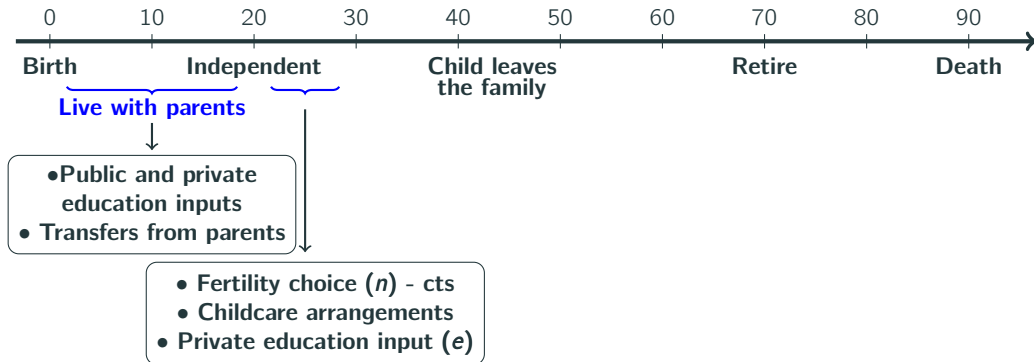 0 10 20 30 40 50 60 70 80 90
Birth Independent Child leaves Retire Death
the family
Live with parents
•Public and private
education inputs
• Transfers from parents
• Fertility choice (n) - cts
• Childcare arrangements
• Private education input (e)